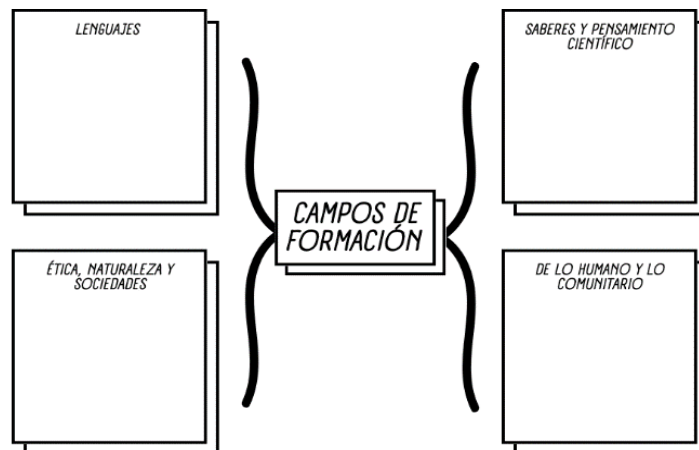 LENGUAJES
SABERES Y PENSAMIENTO
CIENTÍFICO
CAMPOS DE
FORMACIÓN
ÉTICA, NATURALEZA Y
SOCIEDADES
DE LO HUMANO Y LO
COMUNITARIO